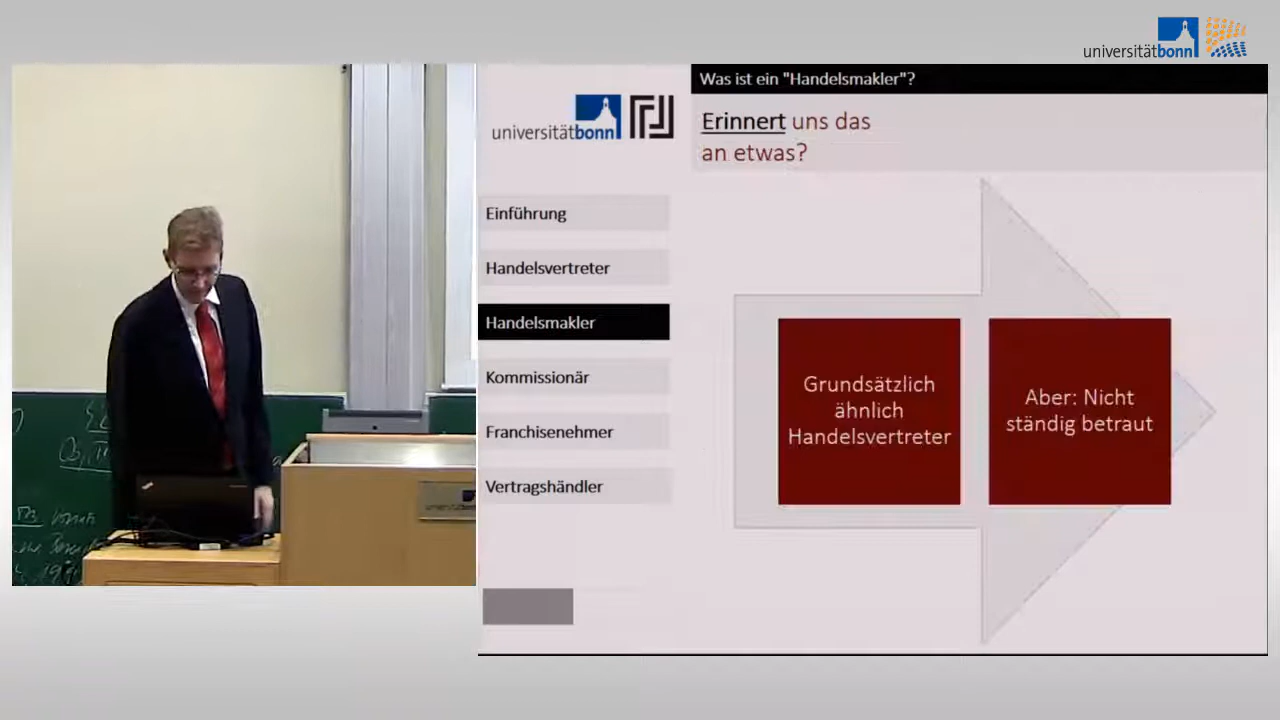 universitätbonn
Was ist ein "Handelsmakler"?
universitätbonn
Erinnert uns das
an etwas?
Einführung
Handelsvertreter
Handelsmakler
Kommissionär
Franchisenehmer
Vertragshändler
Grundsätzlich
ähnlich
Handelsvertreter
Aber: Nicht
ständig betraut